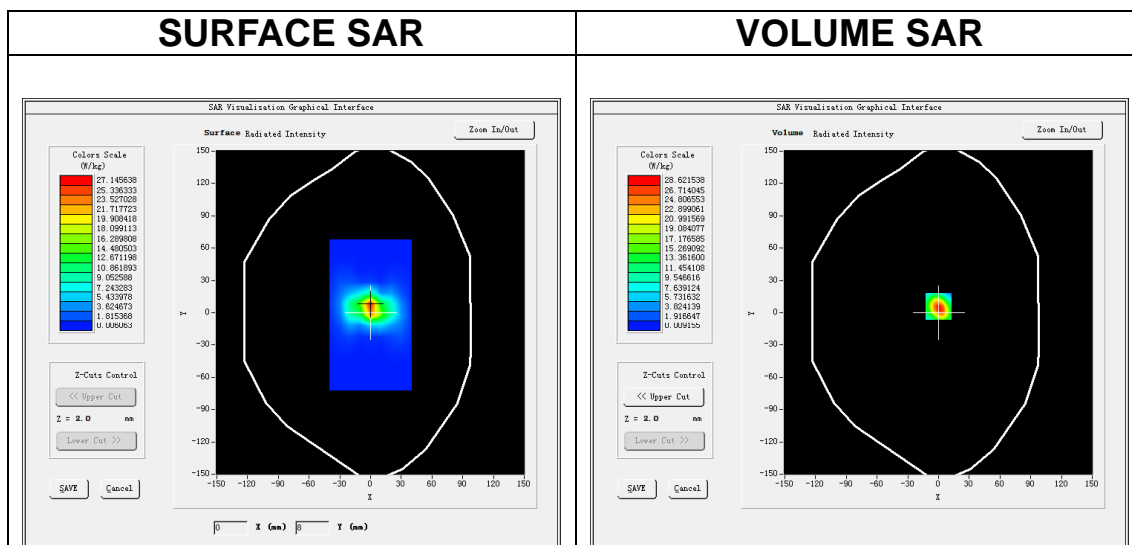 SURFACE SAR
SAR Visualisation Graphical Interface
Surface Radiated Intensity
Zoom In/Out
Colors Scale
(W/kg)
27.145638
25.336333
23.527028
21.717723
19.908418
18.099113
16.289808
14.480503
12.671198
10.861893
9.052588
7.243283
5.433978
3.624673
1.815368
0.006063
Z-Cuts Control
<< Upper Cut
Z = 2.0 mm
Lower Cut >>
SAVE Cancel
150
120
90
60
30
0
-30
-60
-90
-120
-150
Y
-150 -120 -90 -60 -30 0 30 60 90 120 150
X
0 X (mm) 8 Y (mm)
VOLUME SAR
SAR Visualisation Graphical Interface
Volume Radiated Intensity
Zoom In/Out
Colors Scale
(W/kg)
28.621538
26.714045
24.806553
22.899061
20.991569
19.084077
17.176585
15.269092
13.361600
11.454108
9.546616
7.639124
5.731632
3.824139
1.916647
0.009155
Z-Cuts Control
<< Upper Cut
Z = 2.0 mm
Lower Cut >>
SAVE Cancel
150
120
90
60
30
0
-30
-60
-90
-120
-150
Y
-150 -120 -90 -60 -30 0 30 60 90 120 150
X